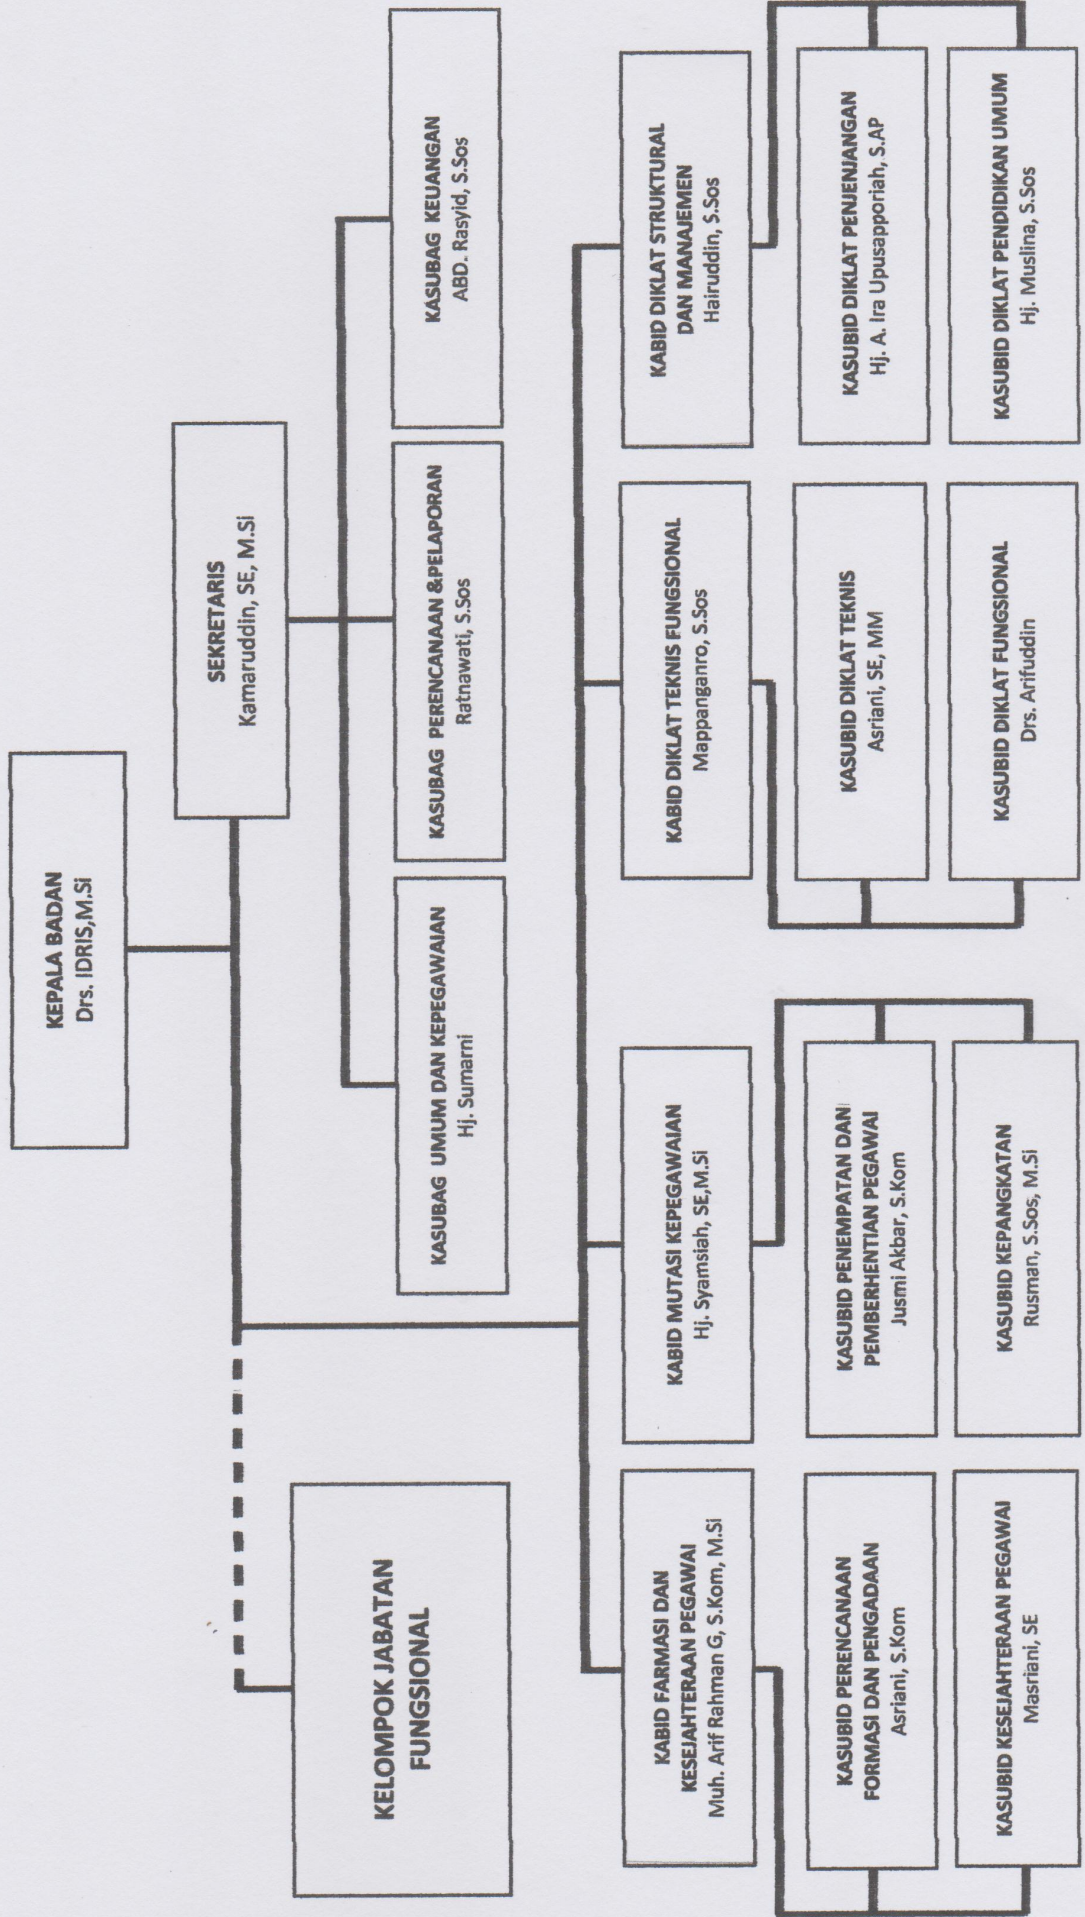 KEPALA BADAN
Drs. IDRIS,M.Si
SEKRETARIS
Kamaruddin, SE, M.Si
KELOMPOK JABATAN
FUNGSIONAL
KASUBAG UMUM DAN KEPEGAWAIAN
Hj. Sumarni
KASUBAG PERENCANAAN &PELAPORAN
Ratnawati, S.Sos
KASUBAG KEUANGAN
ABD. Rasyid, S.Sos
KABID FARMASI DAN
KESEJAHTERAAN PEGAWAI
Muh. Arif Rahman G, S.Kom, M.Si
KABID MUTASI KEPEGAWAIAN
Hj. Syamsiah, SE,M.Si
KABID DIKLAT TEKNIS FUNGSIONAL
Mappanganro, S.Sos
KABID DIKLAT STRUKTURAL
DAN MANAJEMEN
Hairuddin, S.Sos
KASUBID PERENCANAAN
FORMASI DAN PENGADAAN
Asriani, S.Kom
KASUBID PENEMPATAN DAN
PEMBERHENTIAN PEGAWAI
Jusmi Akbar, S.Kom
KASUBID DIKLAT TEKNIS
Asriani, SE, MM
KASUBID DIKLAT PENJENJANGAN
Hj. A. Ira Upusapporiah, S.AP
KASUBID KESEJAHTERAAN PEGAWAI
Masriani, SE
KASUBID KEPANGKATAN
Rusman, S.Sos, M.Si
KASUBID DIKLAT FUNGSIONAL
Drs. Arifuddin
KASUBID DIKLAT PENDIDIKAN UMUM
Hj. Muslina, S.Sos